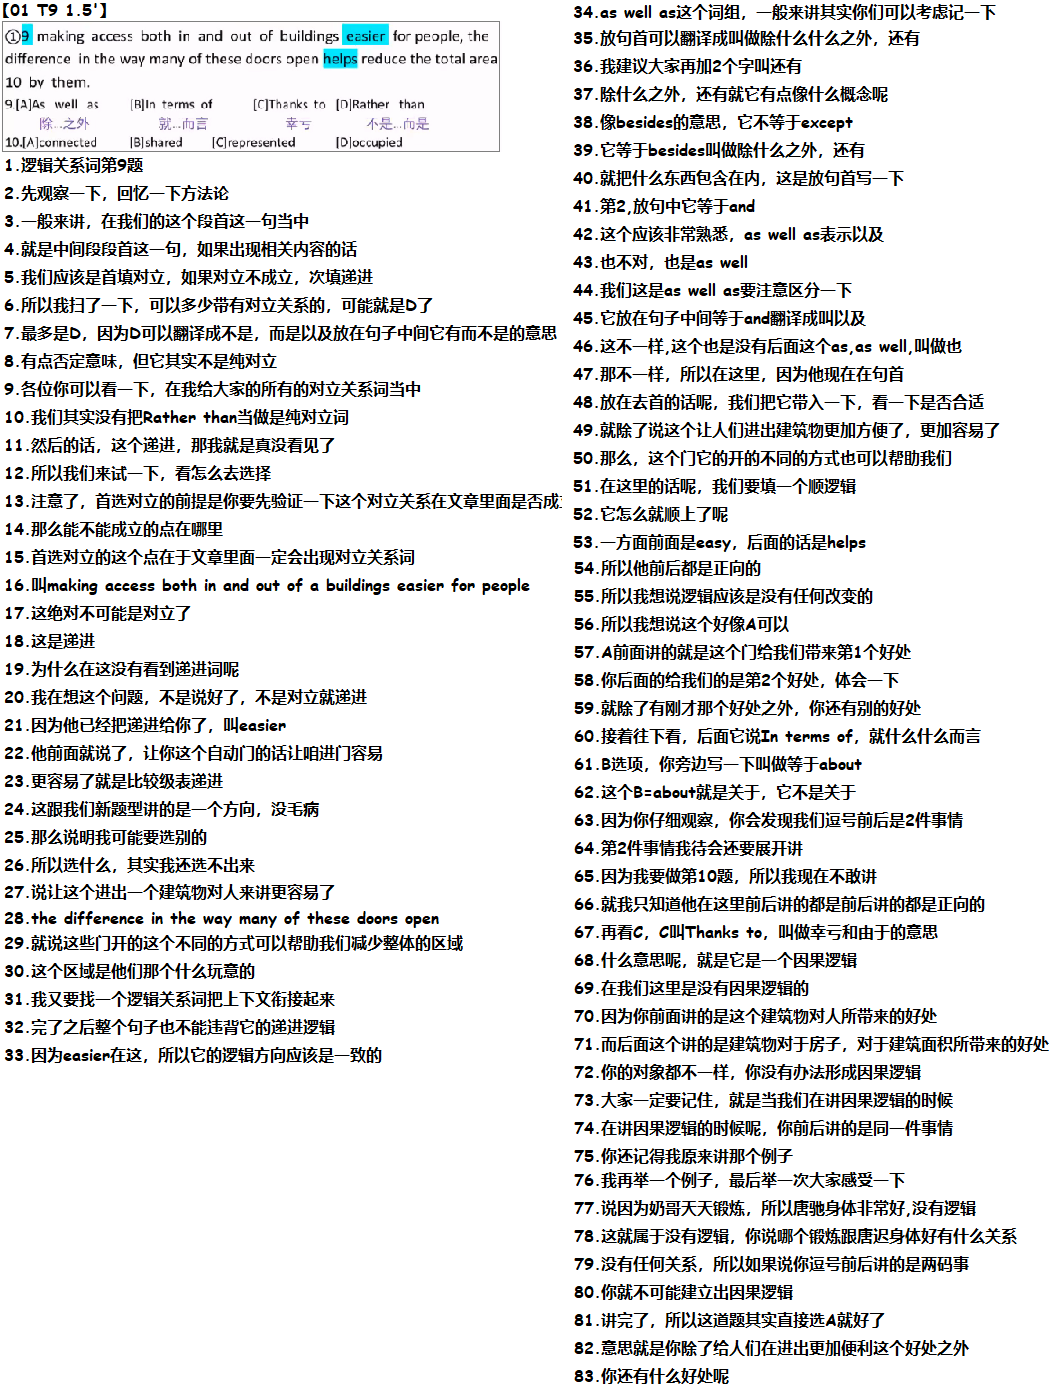 【01 T9 1.5'】
①9 making access both in and out of buildings easier for people, the
difference in the way many of these doors open helps reduce the total area
10 by them.
9.[A]As well as [B]In terms of [C]Thanks to [D]Rather than
除...之外 就...而言 幸亏 不是...而是
10.[A]connected [B]shared [C]represented [D]occupied
1.逻辑关系词第9题
2.先观察一下，回忆一下方法论
3.一般来讲，在我们的这个段首这一句当中
4.就是中间段段首这一句，如果出现相关内容的话
5.我们应该是首填对立，如果对立不成立，次填递进
6.所以我扫了一下，可以多少带有对立关系的，可能就是D了
7.最多是D，因为D可以翻译成不是，而是以及放在句子中间它有而不是的意思
8.有点否定意味，但它其实不是纯对立
9.各位你可以看一下，在我给大家的所有的对立关系词当中
10.我们其实没有把Rather than当做是纯对立词
11.然后的话，这个递进，那我就是真没看见了
12.所以我们来试一下，看怎么去选择
13.注意了，首选对立的前提是你要先验证一下这个对立关系在文章里面是否成
14.那么能不能成立的点在哪里
15.首选对立的这个点在于文章里面一定会出现对立关系词
16.叫making access both in and out of a buildings easier for people
17.这绝对不可能是对立了
18.这是递进
19.为什么在这没有看到递进词呢
20.我在想这个问题，不是说好了，不是对立就递进
21.因为他已经把递进给你了，叫easier
22.他前面就说了，让你这个自动门的话让咱进门容易
23.更容易了就是比较级表递进
24.这跟我们新题型讲的是一个方向，没毛病
25.那么说明我可能要选别的
26.所以选什么，其实我还选不出来
27.说让这个进出一个建筑物对人来讲更容易了
28.the difference in the way many of these doors open
29.就说这些门开的这个不同的方式可以帮助我们减少整体的区域
30.这个区域是他们那个什么玩意的
31.我又要找一个逻辑关系词把上下文衔接起来
32.完了之后整个句子也不能违背它的递进逻辑
33.因为easier在这，所以它的逻辑方向应该是一致的
34.as well as这个词组，一般来讲其实你们可以考虑记一下
35.放句首可以翻译成叫做除什么什么之外，还有
36.我建议大家再加2个字叫还有
37.除什么之外，还有就它有点像什么概念呢
38.像besides的意思，它不等于except
39.它等于besides叫做除什么之外，还有
40.就把什么东西包含在内，这是放句首写一下
41.第2,放句中它等于and
42.这个应该非常熟悉，as well as表示以及
43.也不对，也是as well
44.我们这是as well as要注意区分一下
45.它放在句子中间等于and翻译成叫以及
46.这不一样,这个也是没有后面这个as,as well,叫做也
47.那不一样，所以在这里，因为他现在在句首
48.放在去首的话呢，我们把它带入一下，看一下是否合适
49.就除了说这个让人们进出建筑物更加方便了，更加容易了
50.那么，这个门它的开的不同的方式也可以帮助我们
51.在这里的话呢，我们要填一个顺逻辑
52.它怎么就顺上了呢
53.一方面前面是easy，后面的话是helps
54.所以他前后都是正向的
55.所以我想说逻辑应该是没有任何改变的
56.所以我想说这个好像A可以
57.A前面讲的就是这个门给我们带来第1个好处
58.你后面的给我们的是第2个好处，体会一下
59.就除了有刚才那个好处之外，你还有别的好处
60.接着往下看，后面它说In terms of，就什么什么而言
61.B选项，你旁边写一下叫做等于about
62.这个B=about就是关于，它不是关于
63.因为你仔细观察，你会发现我们逗号前后是2件事情
64.第2件事情我待会还要展开讲
65.因为我要做第10题，所以我现在不敢讲
66.就我只知道他在这里前后讲的都是前后讲的都是正向的
67.再看C，C叫Thanks to，叫做幸亏和由于的意思
68.什么意思呢，就是它是一个因果逻辑
69.在我们这里是没有因果逻辑的
70.因为你前面讲的是这个建筑物对人所带来的好处
71.而后面这个讲的是建筑物对于房子，对于建筑面积所带来的好处
72.你的对象都不一样，你没有办法形成因果逻辑
73.大家一定要记住，就是当我们在讲因果逻辑的时候
74.在讲因果逻辑的时候呢，你前后讲的是同一件事情
75.你还记得我原来讲那个例子
76.我再举一个例子，最后举一次大家感受一下
77.说因为奶哥天天锻炼，所以唐驰身体非常好,没有逻辑
78.这就属于没有逻辑，你说哪个锻炼跟唐迟身体好有什么关系
79.没有任何关系，所以如果说你逗号前后讲的是两码事
80.你就不可能建立出因果逻辑
81.讲完了，所以这道题其实直接选A就好了
82.意思就是你除了给人们在进出更加便利这个好处之外
83.你还有什么好处呢